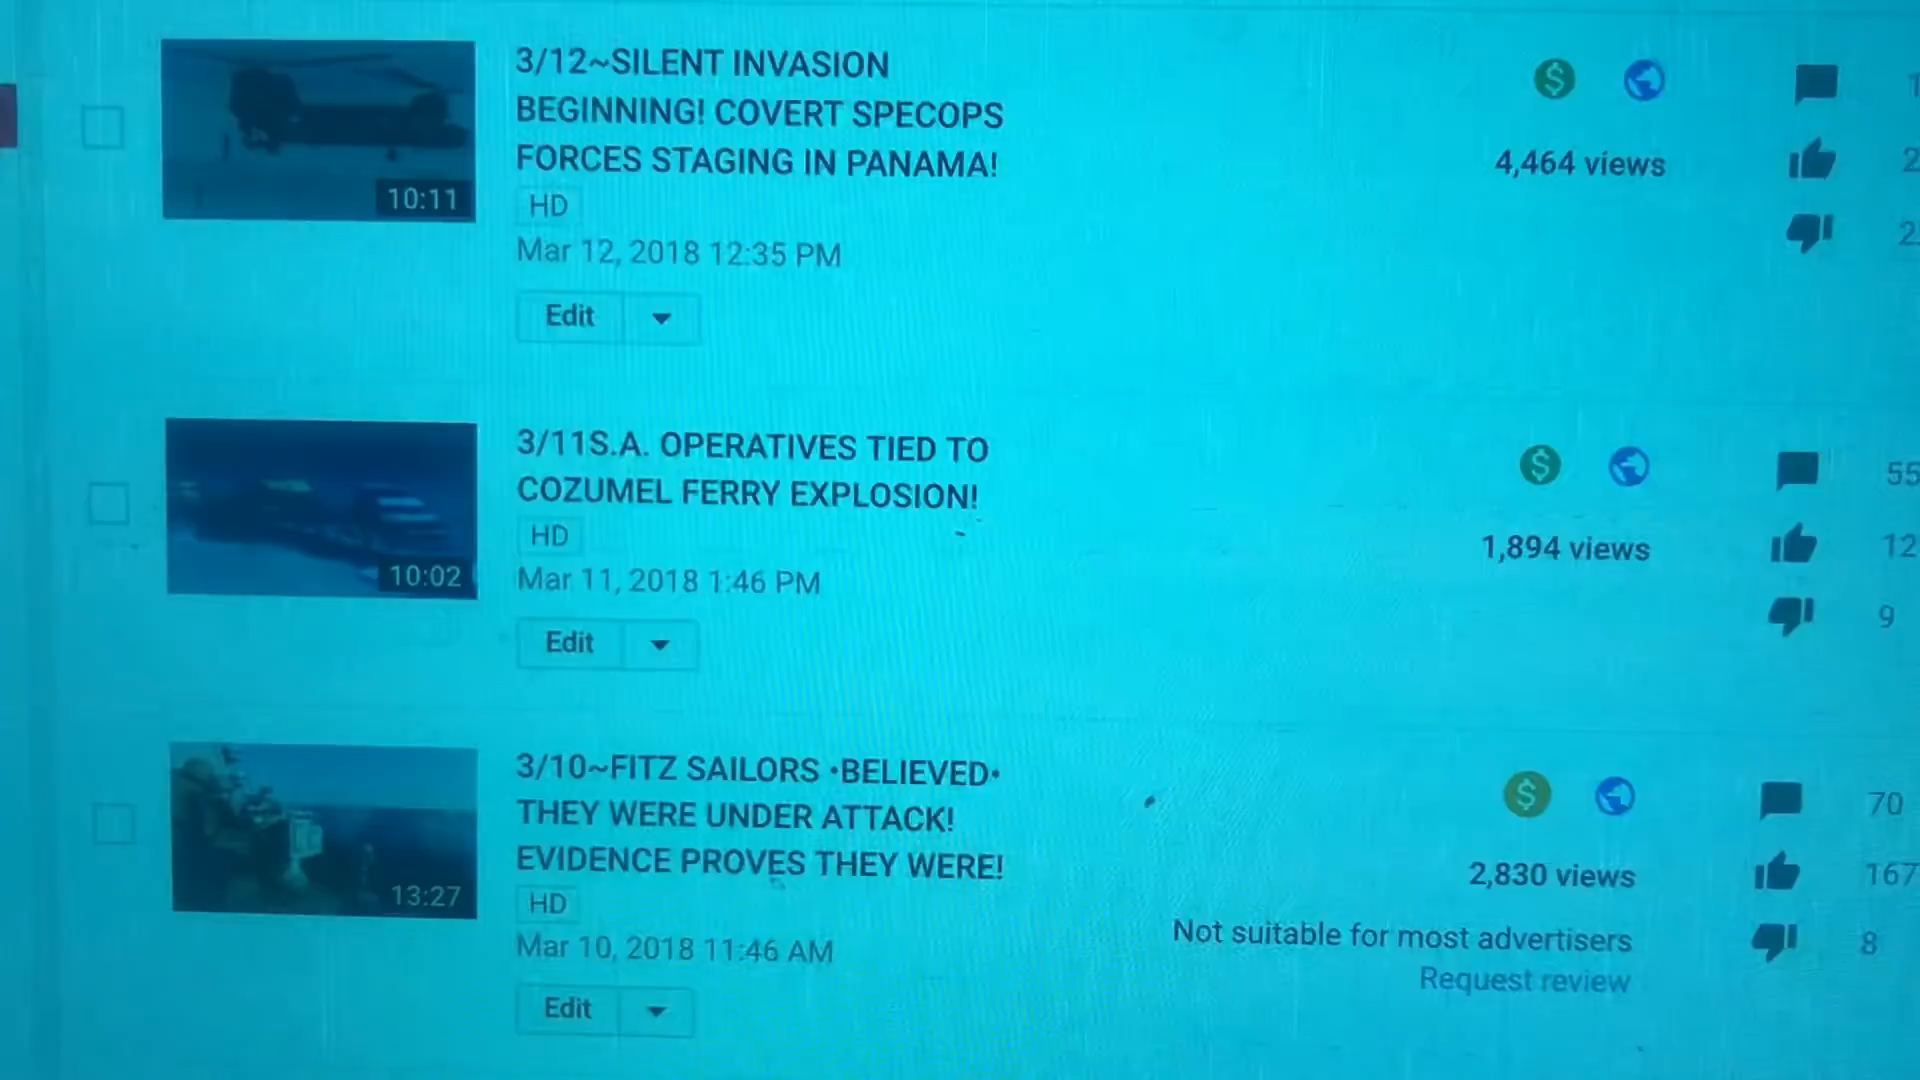 3/12~SILENT INVASION
BEGINNING! COVERT SPECOPS
FORCES STAGING IN PANAMA!
10:11
HD
Mar 12, 2018 12:35 PM
Edit
4,464 views
3/11S.A. OPERATIVES TIED TO
COZUMEL FERRY EXPLOSION!
10:02
HD
Mar 11, 2018 1:46 PM
Edit
1,894 views
55
12
9
3/10~FITZ SAILORS •BELIEVED•
THEY WERE UNDER ATTACK!
EVIDENCE PROVES THEY WERE!
13:27
HD
Mar 10, 2018 11:46 AM
Edit
2,830 views
Not suitable for most advertisers
Request review
70
167
8